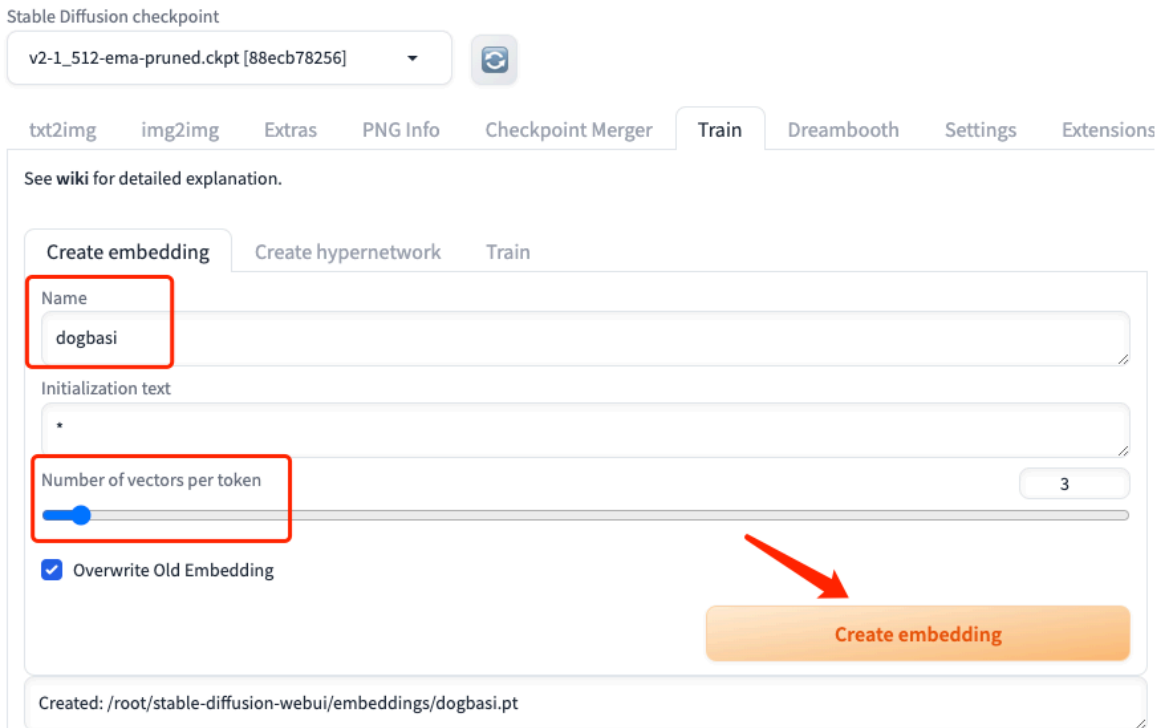 Stable Diffusion checkpoint
v2-1_512-ema-pruned.ckpt [88ecb78256]
txt2img img2img Extras PNG Info Checkpoint Merger Train Dreambooth Settings Extensions
See wiki for detailed explanation.
Create embedding Create hypernetwork Train
Name
dogbasi
Initialization text
*
Number of vectors per token 3
Overwrite Old Embedding
Create embedding
Created: /root/stable-diffusion-webui/embeddings/dogbasi.pt